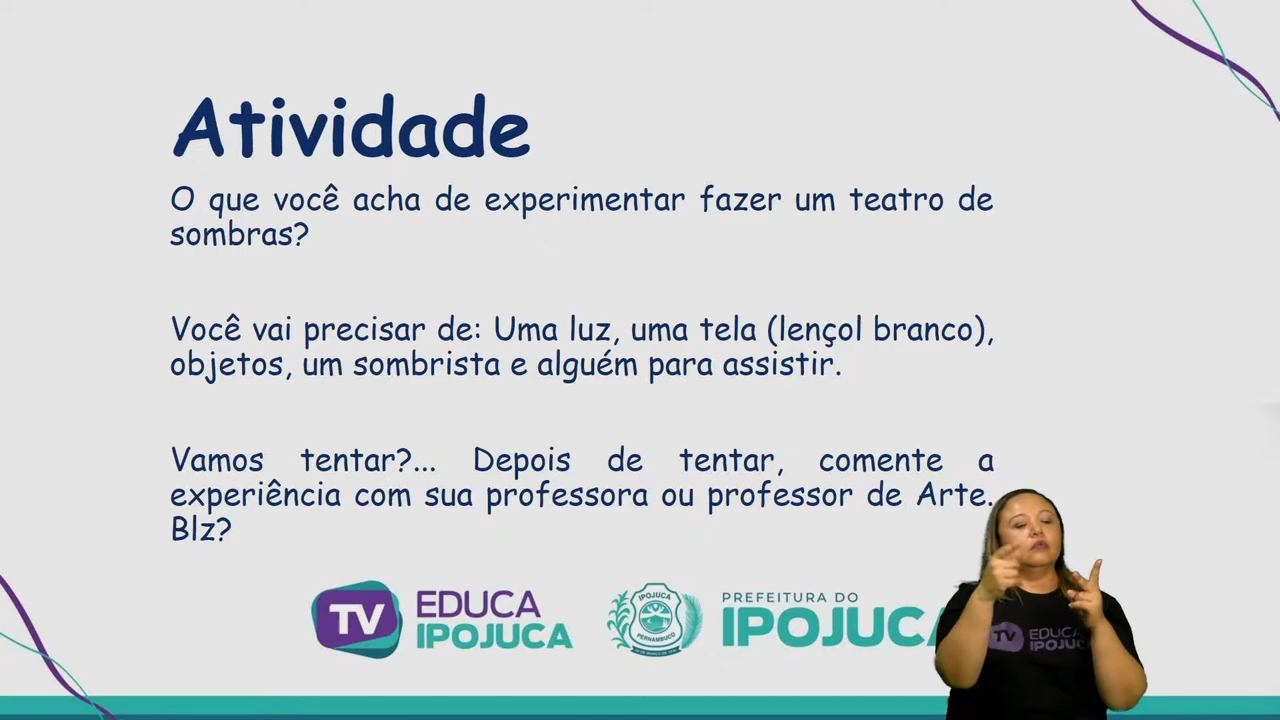 Atividade
O que você acha de experimentar fazer um teatro de
sombras?
Você vai precisar de: Uma luz, uma tela (lençol branco),
objetos, um sombrista e alguém para assistir.
Vamos tentar?... Depois de tentar, comente a
experiência com sua professora ou professor de Arte.
Blz?
TV EDUCA
IPOJUCA
IPOJUCA
PERNAMBUCO
PREFEITURA DO
IPOJUCA
TV EDUCA
IPOJUC